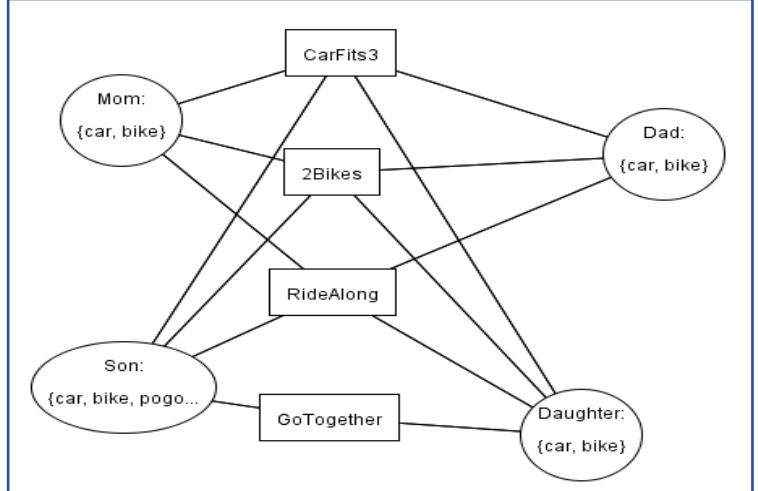 CarFits3
Mom:
{car, bike}
Dad:
{car, bike}
2Bikes
RideAlong
Son:
{car, bike, pogo...
GoTogether
Daughter:
{car, bike}